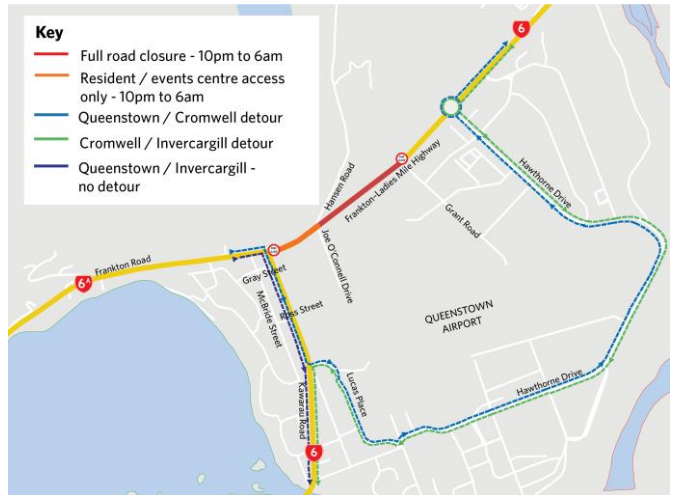 Key
Full road closure - 10pm to 6am
Resident / events centre access
only - 10pm to 6am
Queenstown / Cromwell detour
Cromwell / Invercargill detour
Queenstown / Invercargill -
no detour
6
Hansen Road
Frankton-Ladies Mile Highway
Hawthorne Drive
Grant Road
Joe O'Connell Drive
Frankton Road
6A
Gray Street
McBride Street
Ross Street
QUEENSTOWN
AIRPORT
Lucas Place
Kawarau Road
Hawthorne Drive
6